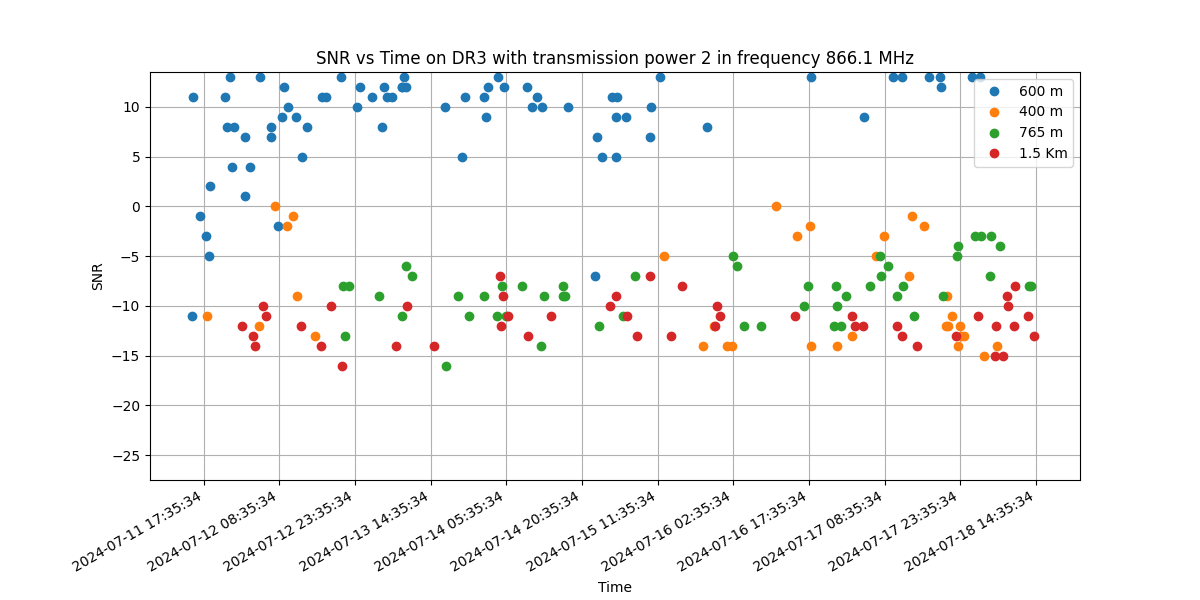 SNR vs Time on DR3 with transmission power 2 in frequency 866.1 MHz
600 m
400 m
765 m
1.5 Km
SNR
10
5
0
−5
−10
−15
−20
−25
2024-07-11 17:35:34
2024-07-12 08:35:34
2024-07-12 23:35:34
2024-07-13 14:35:34
2024-07-14 05:35:34
2024-07-14 20:35:34
2024-07-15 11:35:34
2024-07-16 02:35:34
2024-07-16 17:35:34
2024-07-17 08:35:34
2024-07-17 23:35:34
2024-07-18 14:35:34
Time